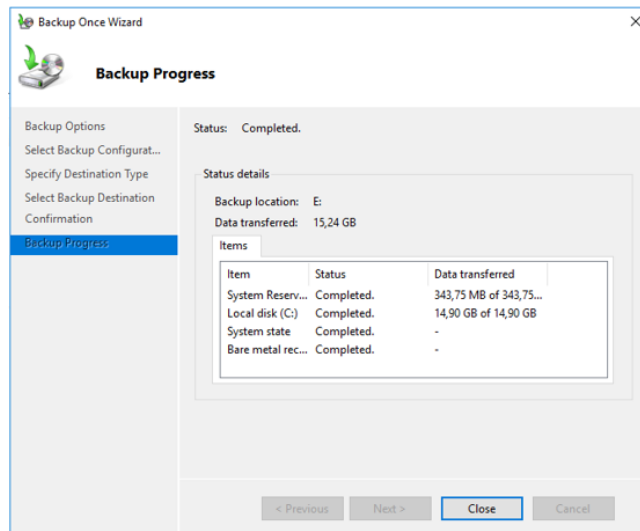 Backup Once Wizard
Backup Progress
Backup Options
Select Backup Configurat...
Specify Destination Type
Select Backup Destination
Confirmation
Backup Progress
Status: Completed.
Status details
Backup location: E:
Data transferred: 15,24 GB
Items
Item Status Data transferred
System Reserv... Completed. 343,75 MB of 343,75...
Local disk (C:) Completed. 14,90 GB of 14,90 GB
System state Completed. -
Bare metal rec... Completed. -
< Previous Next > Close Cancel